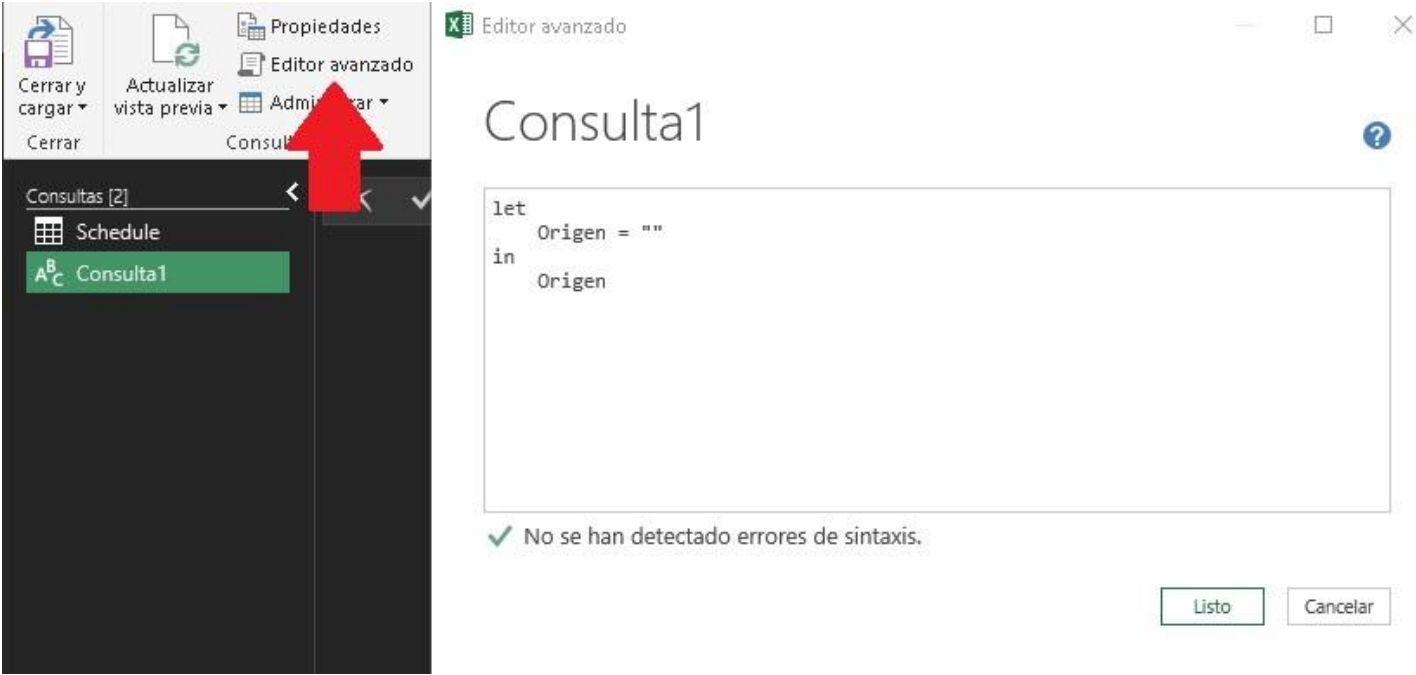 Propiedades
Editor avanzado
Cerrar y
cargar
Actualizar
vista previa
Cerrar
Consultas [2]
Schedule
ABC Consulta1
Editor avanzado
Consulta1
?
let
Origen = ""
in
Origen
No se han detectado errores de sintaxis.
Listo
Cancelar